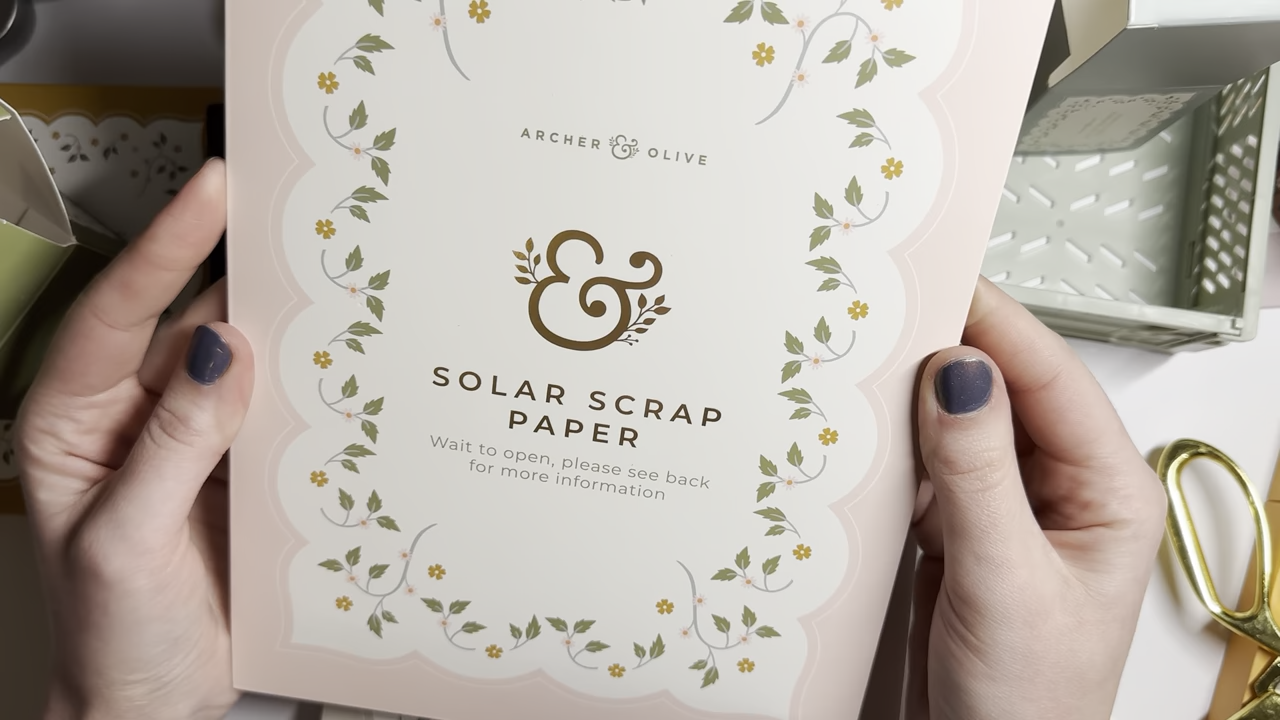 ARCHER & OLIVE
&
SOLAR SCRAP
PAPER
Wait to open, please see back
for more information